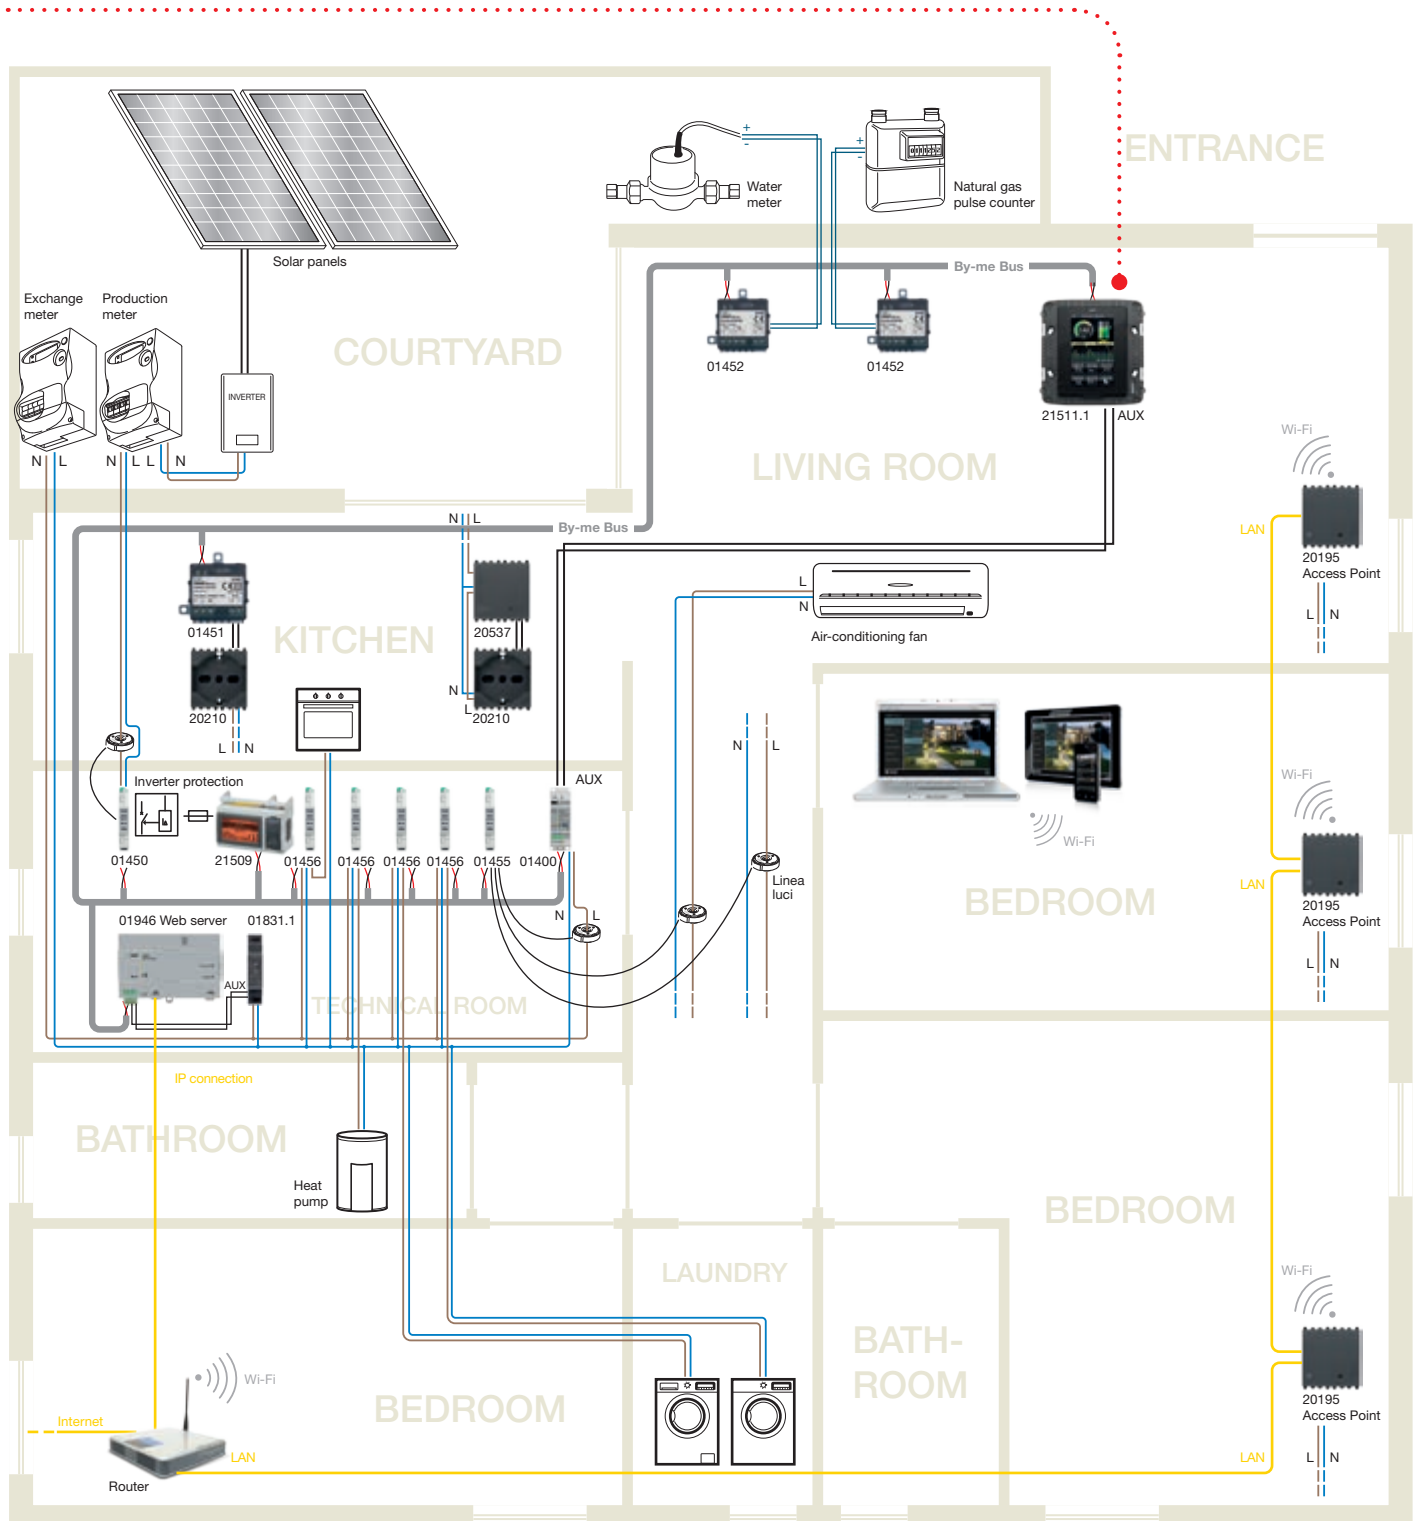 ENTRANCE
+
-
+
-
Water
meter
Natural gas
pulse counter
Solar panels
By-me Bus
Exchange
meter
Production
meter
COURTYARD
INVERTER
01452
01452
21511.1
AUX
N
L
N
L
L
N
LIVING ROOM
Wi-Fi
LAN
20195
Access Point
L
N
By-me Bus
N
L
01451
KITCHEN
20537
L
N
Air-conditioning fan
20210
L
N
N
L
20210
N
L
Inverter protection
AUX
Wi-Fi
Wi-Fi
01450
21509
01456
01456
01456
01456
01455
01400
Linea
luci
BEDROOM
LAN
20195
Access Point
L
N
01946 Web server
01831.1
N
L
AUX
TECHNICAL ROOM
IP connection
BATHROOM
Heat
pump
BEDROOM
LAUNDRY
Wi-Fi
BATH-
ROOM
20195
Access Point
Wi-Fi
BEDROOM
Internet
LAN
Router
LAN
L
N